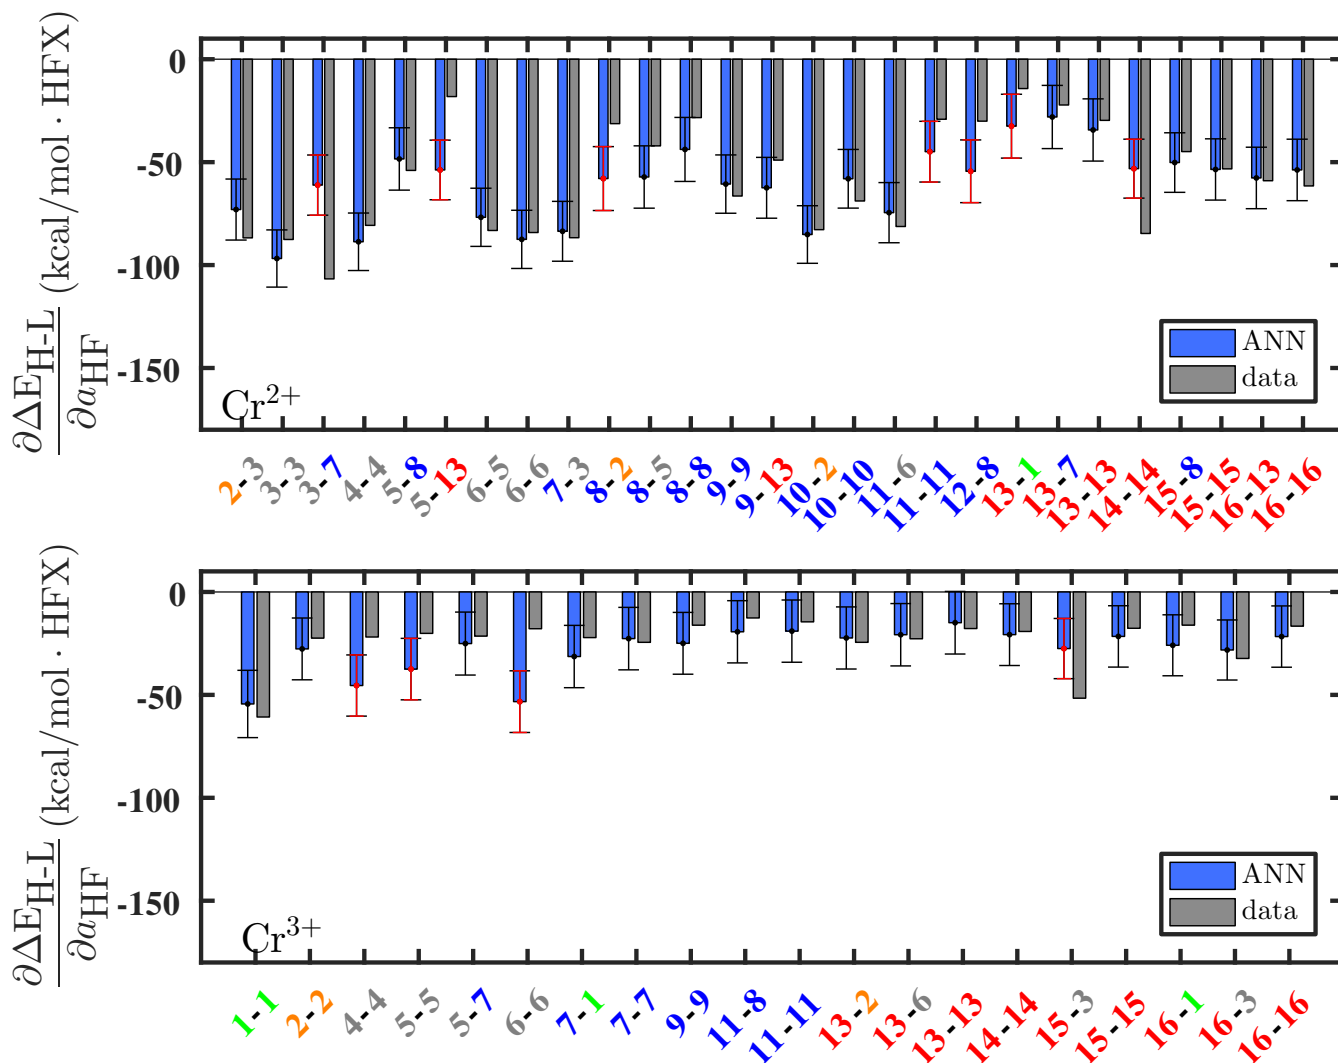 0
-50
-100
-150
∂ΔE_H-L / ∂a_HF (kcal/mol · HFX)
Cr²⁺
ANN
data
2-3 3-3 3-7 4-4 5-8 5-13 6-5 6-6 7-3 8-2 8-5 8-8 9-9 9-13 10-2 10-10 11-6 11-11 12-8 13-1 13-7 13-13 14-14 15-8 15-15 16-13 16-16
0
-50
-100
-150
∂ΔE_H-L / ∂a_HF (kcal/mol · HFX)
Cr³⁺
ANN
data
1-1 2-2 4-4 5-5 5-7 6-6 7-1 7-7 9-9 11-8 11-11 13-2 13-6 13-13 14-14 15-3 15-15 16-1 16-3 16-16